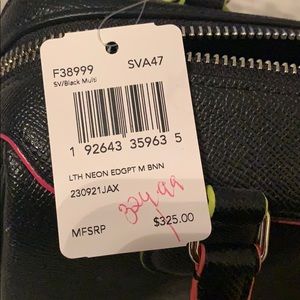 F38999 SVA47
SV/Black Multi
1 92643 35963 5
LTH NEON EDGPT M BNN
230921JAX
324.99
MFSRP $325.00